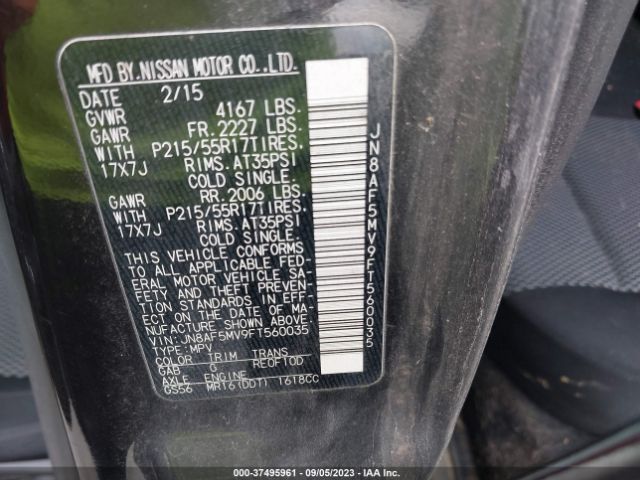 MFD BY.NISSAN MOTOR CO.,LTD.
DATE 2/15
GVWR 4167 LBS.
GAWR FR.2227 LBS.
WITH P215/55R17TIRES.
17X7J RIMS.AT35PSI
COLD SINGLE.
GAWR RR.2006 LBS.
WITH P215/55R17TIRES.
17X7J RIMS.AT35PSI
COLD SINGLE.
THIS VEHICLE CONFORMS
TO ALL APPLICABLE FED-
ERAL MOTOR VEHICLE SA-
FETY AND THEFT PREVEN-
TION STANDARDS IN EFF-
ECT ON THE DATE OF MA-
NUFACTURE SHOWN ABOVE.
VIN:JN8AF5MV9FT560035
TYPE:MPV
COLOR TRIM TRANS
GAB G RE0F10D
AXLE ENGINE
GS56 MR16(DDT) 1618CC
JN8AF5MV9FT560035
000-37495961 - 09/05/2023 - IAA Inc.